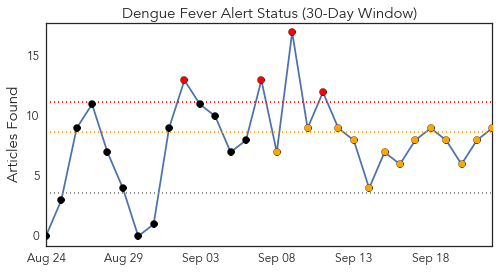 Dengue Fever Alert Status (30-Day Window)
Articles Found
15
10
5
0
Aug 24 Aug 29 Sep 03 Sep 08 Sep 13 Sep 18